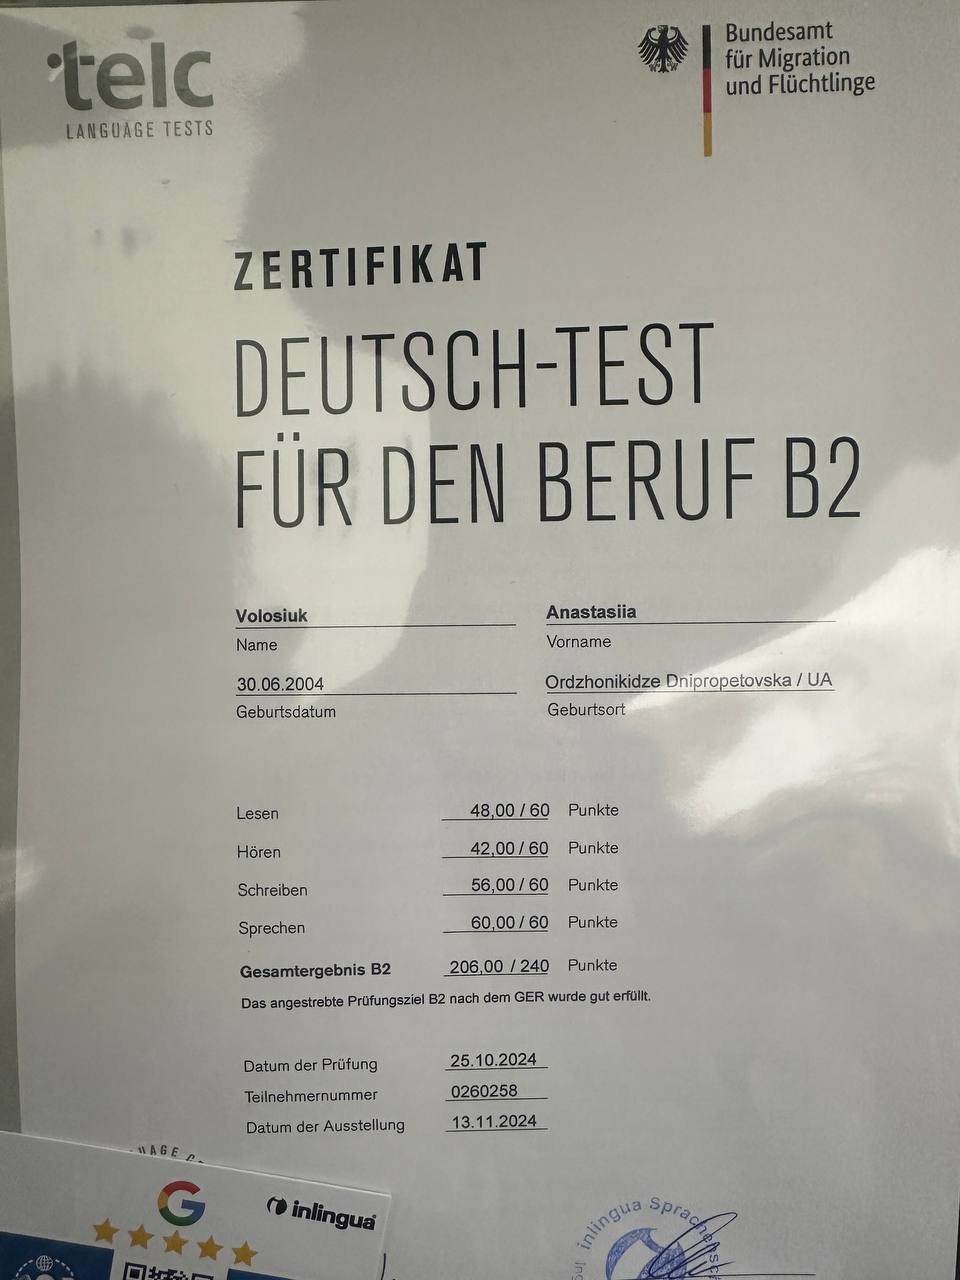 telc
LANGUAGE TESTS
Bundesamt
für Migration
und Flüchtlinge
ZERTIFIKAT
DEUTSCH-TEST
FÜR DEN BERUF B2
Volosiuk
Name
Anastasiia
Vorname
30.06.2004
Geburtsdatum
Ordzhonikidze Dnipropetovska / UA
Geburtsort
Lesen 48,00 / 60 Punkte
Hören 42,00 / 60 Punkte
Schreiben 56,00 / 60 Punkte
Sprechen 60,00 / 60 Punkte
Gesamtergebnis B2 206,00 / 240 Punkte
Das angestrebte Prüfungsziel B2 nach dem GER wurde gut erfüllt.
Datum der Prüfung 25.10.2024
Teilnehmernummer 0260258
Datum der Ausstellung 13.11.2024
G
inlingua
inlingua